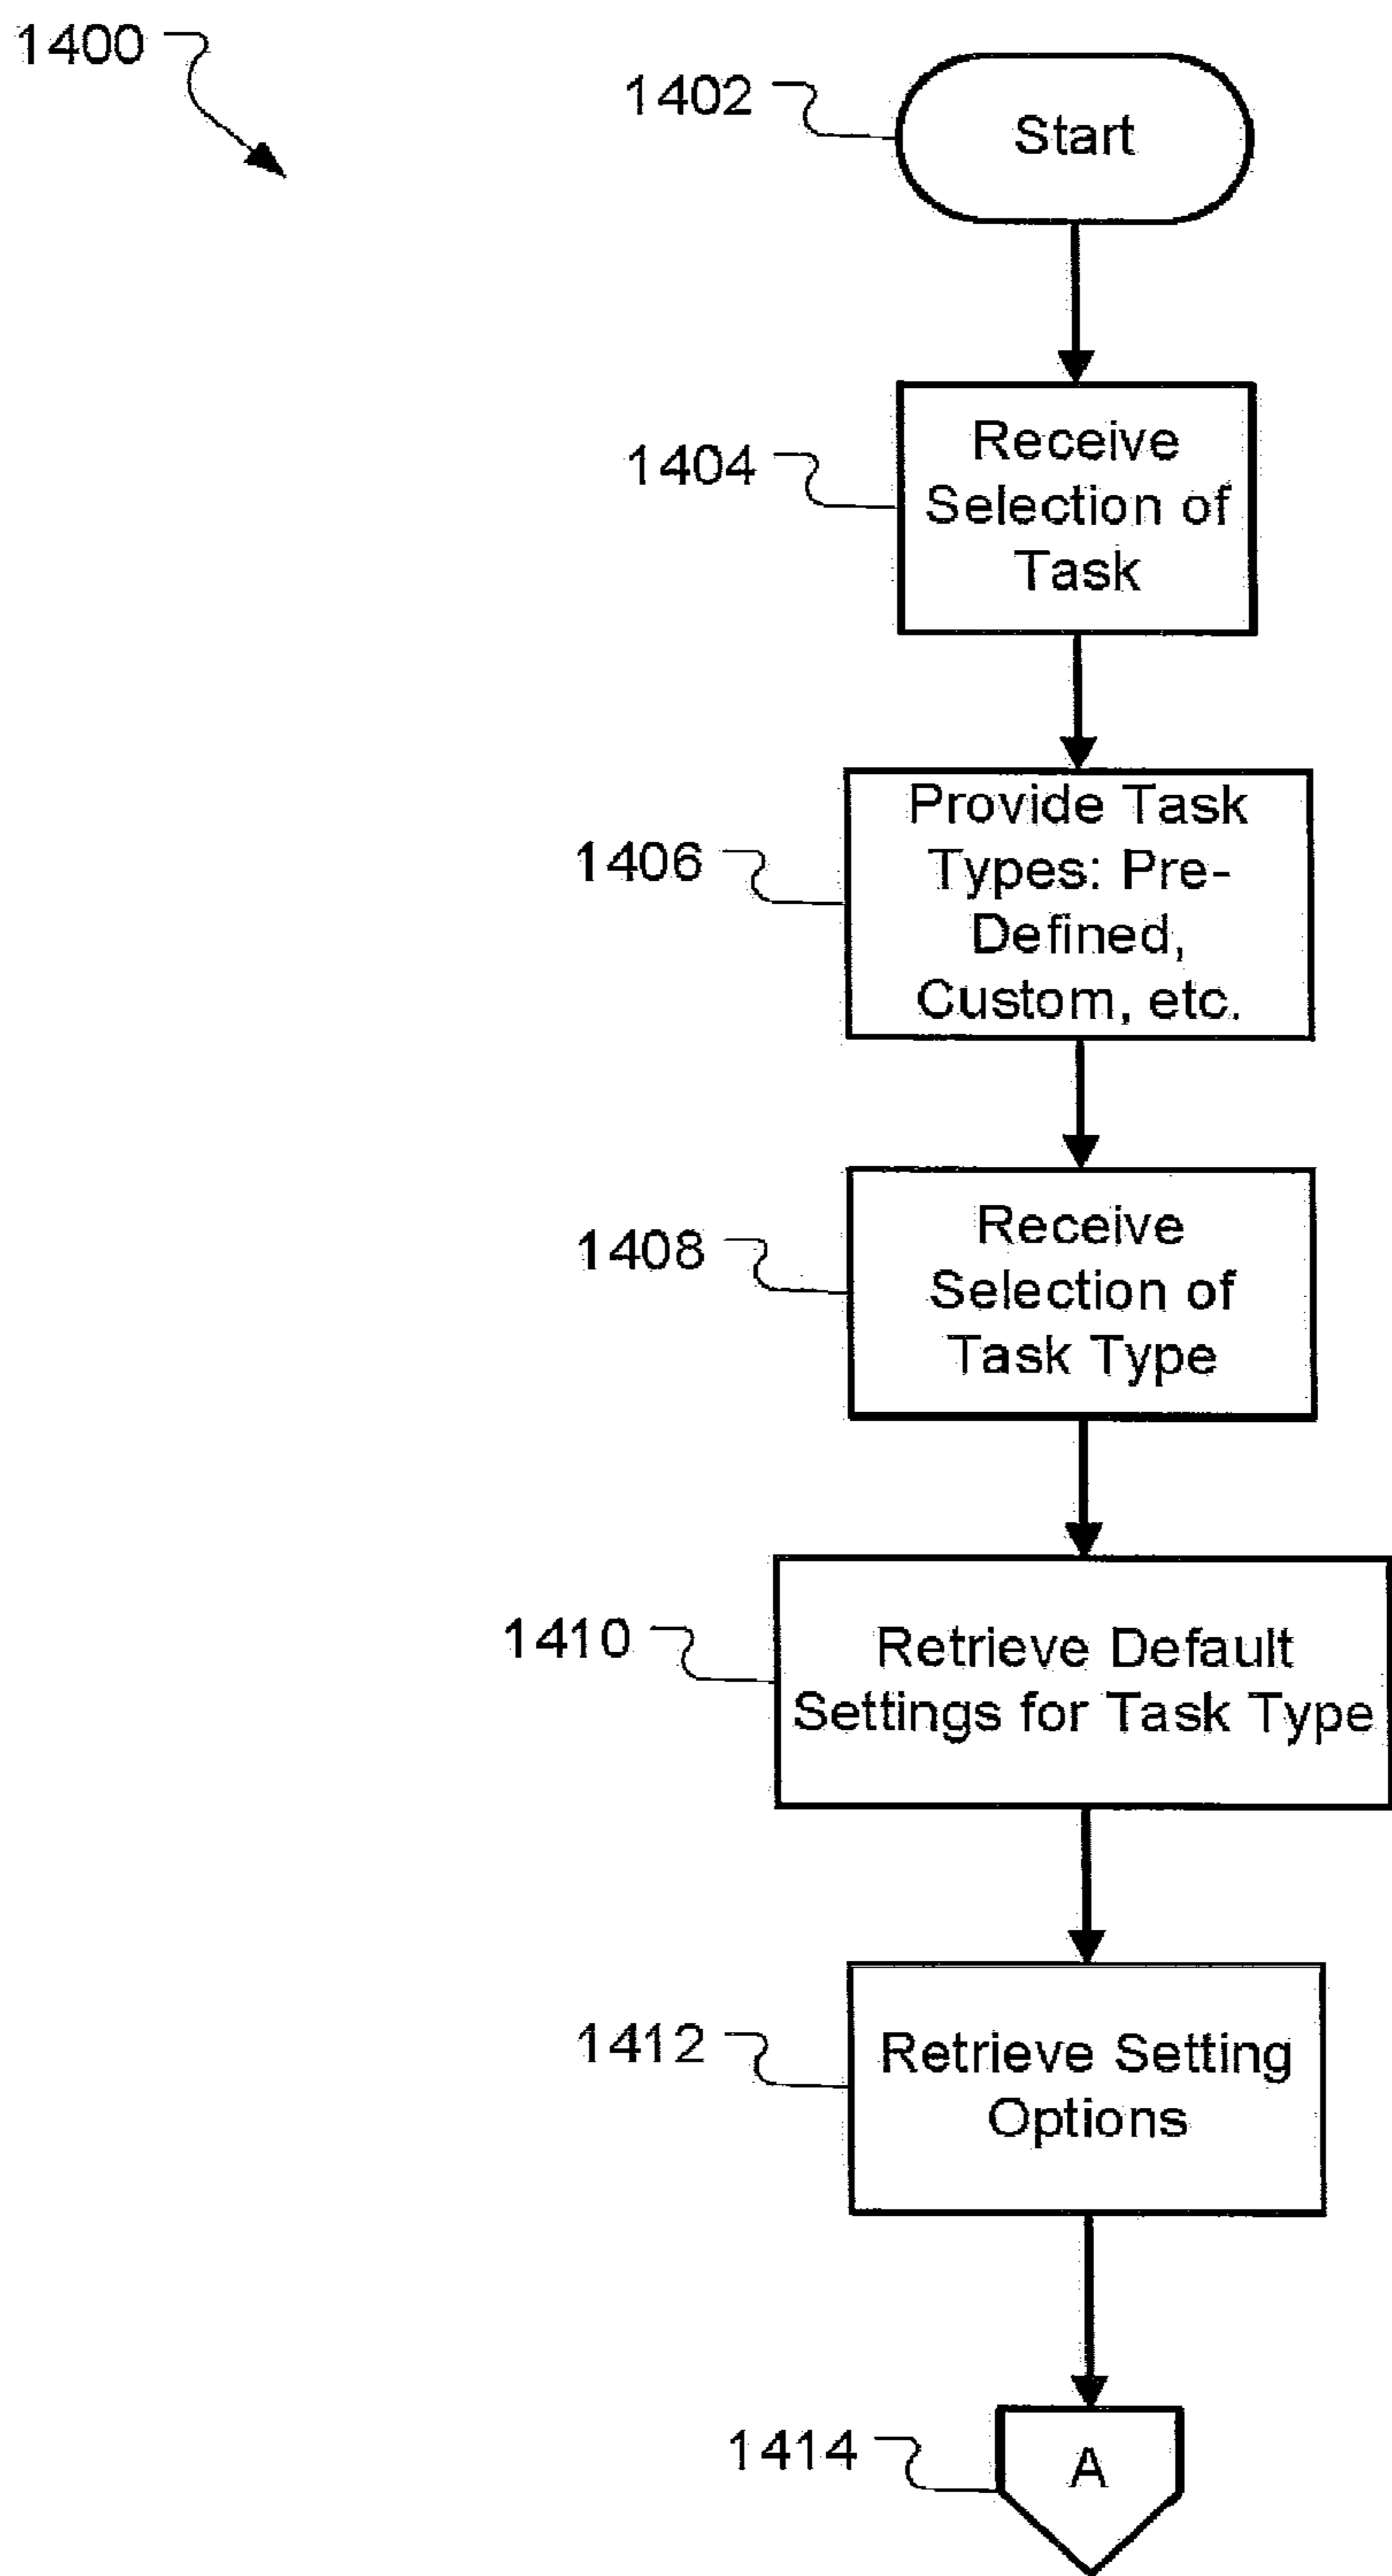 1400
1402
Start
1404
Receive
Selection of
Task
1406
Provide Task
Types: Pre-
Defined,
Custom, etc.
1408
Receive
Selection of
Task Type
1410
Retrieve Default
Settings for Task Type
1412
Retrieve Setting
Options
1414
A